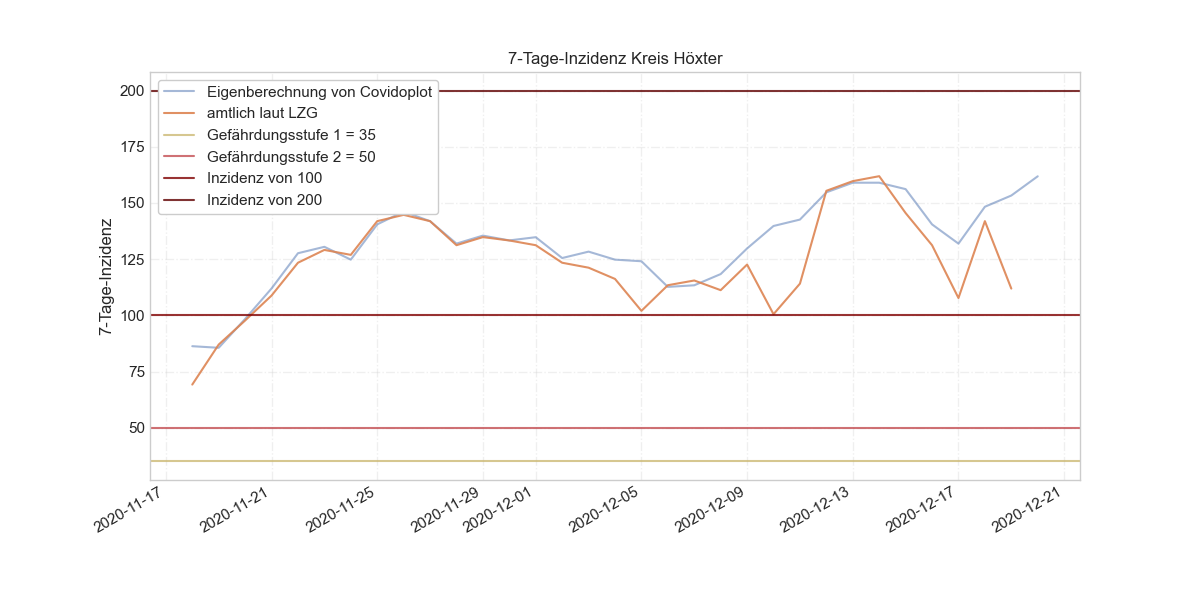 7-Tage-Inzidenz Kreis Höxter
Eigenberechnung von Covidoplot
amtlich laut LZG
Gefährdungsstufe 1 = 35
Gefährdungsstufe 2 = 50
Inzidenz von 100
Inzidenz von 200
7-Tage-Inzidenz
200
175
150
125
100
75
50
2020-11-17
2020-11-21
2020-11-25
2020-11-29
2020-12-01
2020-12-05
2020-12-09
2020-12-13
2020-12-17
2020-12-21